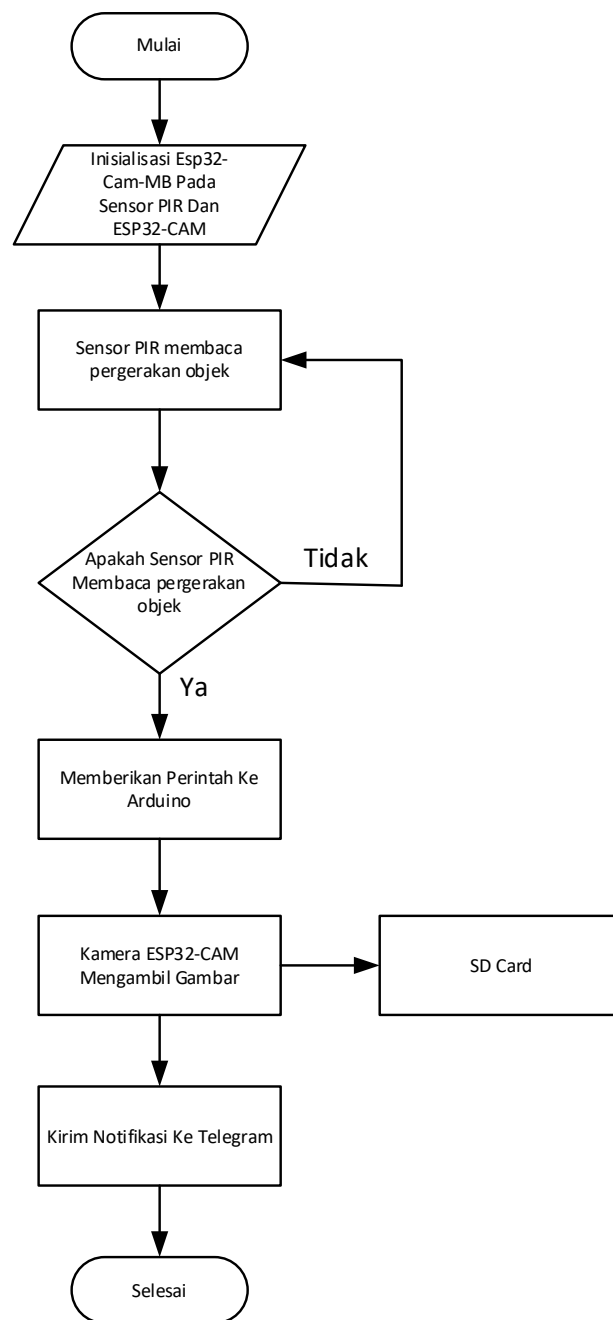 Mulai
Inisialisasi Esp32-
Cam-MB Pada
Sensor PIR Dan
ESP32-CAM
Sensor PIR membaca
pergerakan objek
Apakah Sensor PIR
Membaca pergerakan
objek
Tidak
Ya
Memberikan Perintah Ke
Arduino
Kamera ESP32-CAM
Mengambil Gambar
SD Card
Kirim Notifikasi Ke Telegram
Selesai